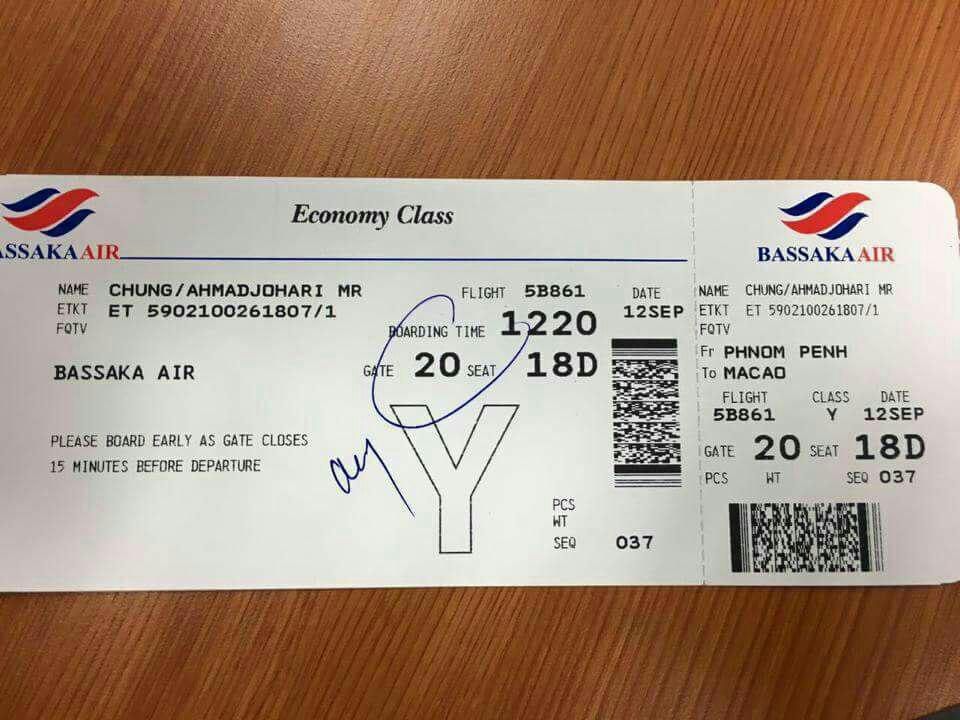 BASSAKA AIR
Economy Class
NAME CHUNG/AHMADJOHARI MR
ETKT ET 5902100261807/1
FQTV
FLIGHT 5B861 DATE
12SEP
BOARDING TIME 1220
GATE 20 SEAT 18D
BASSAKA AIR
PLEASE BOARD EARLY AS GATE CLOSES
15 MINUTES BEFORE DEPARTURE
Y
PCS
WT
SEQ 037
BASSAKA AIR
NAME CHUNG/AHMADJOHARI MR
ETKT ET 5902100261807/1
FQTV
Fr PHNOM PENH
To MACAO
FLIGHT CLASS DATE
5B861 Y 12SEP
GATE 20 SEAT 18D
PCS WT SEQ 037